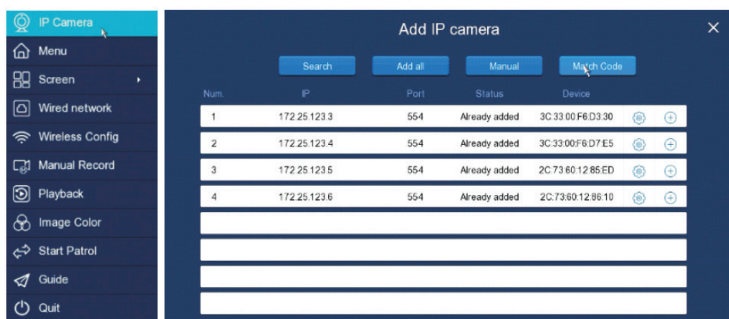 IP Camera
Menu
Screen
Wired network
Wireless Config
Manual Record
Playback
Image Color
Start Patrol
Guide
Quit
Add IP camera
Search Add all Manual Match Code
Num. IP Port Status Device
1 172.25.123.3 554 Already added 3C:33:00:F6:D3:30
2 172.25.123.4 554 Already added 3C:33:00:F6:D7:E5
3 172.25.123.5 554 Already added 2C:73:60:12:85:ED
4 172.25.123.6 554 Already added 2C:73:60:12:86:10